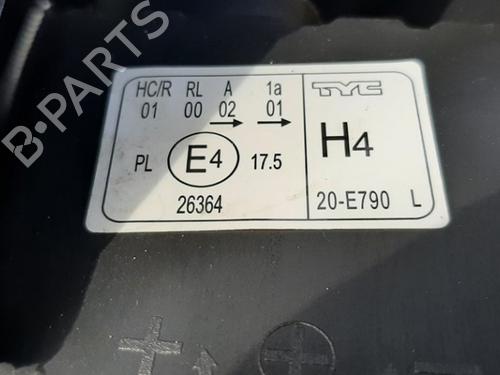 HC/R RL A 1a
01 00 02 01
TYC
PL E4 17.5
H4
26364
20-E790 L
B-PARTS